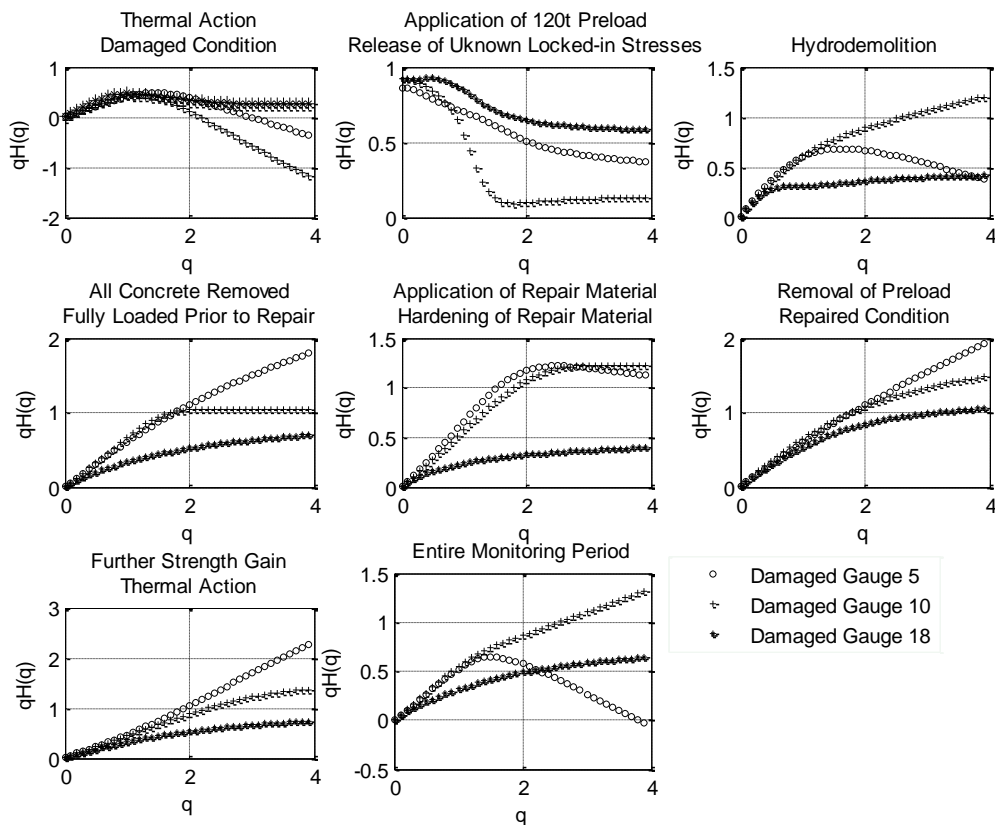 Thermal Action
Damaged Condition
1
0
-1
-2
qH(q)
0 2 4
q
Application of 120t Preload
Release of Uknown Locked-in Stresses
1
0.5
0
qH(q)
0 2 4
q
Hydrodemolition
1.5
1
0.5
0
qH(q)
0 2 4
q
All Concrete Removed
Fully Loaded Prior to Repair
2
1
0
qH(q)
0 2 4
q
Application of Repair Material
Hardening of Repair Material
1.5
1
0.5
0
qH(q)
0 2 4
q
Removal of Preload
Repaired Condition
2
1
0
qH(q)
0 2 4
q
Further Strength Gain
Thermal Action
3
2
1
0
qH(q)
0 2 4
q
Entire Monitoring Period
1.5
1
0.5
0
-0.5
qH(q)
0 2 4
q
Damaged Gauge 5
Damaged Gauge 10
Damaged Gauge 18